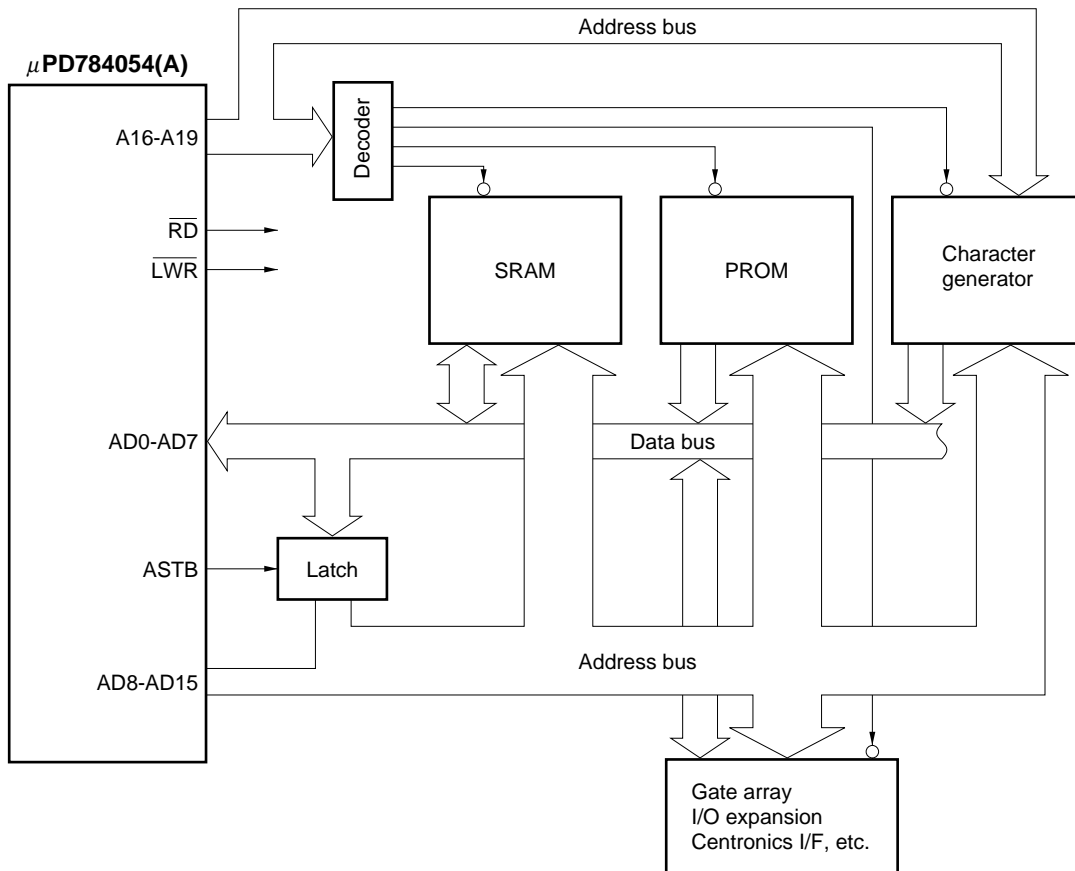 Address bus
μPD784054(A)
A16-A19
Decoder
RD
LWR
SRAM
PROM
Character
generator
AD0-AD7
Data bus
ASTB
Latch
Address bus
AD8-AD15
Gate array
I/O expansion
Centronics I/F, etc.